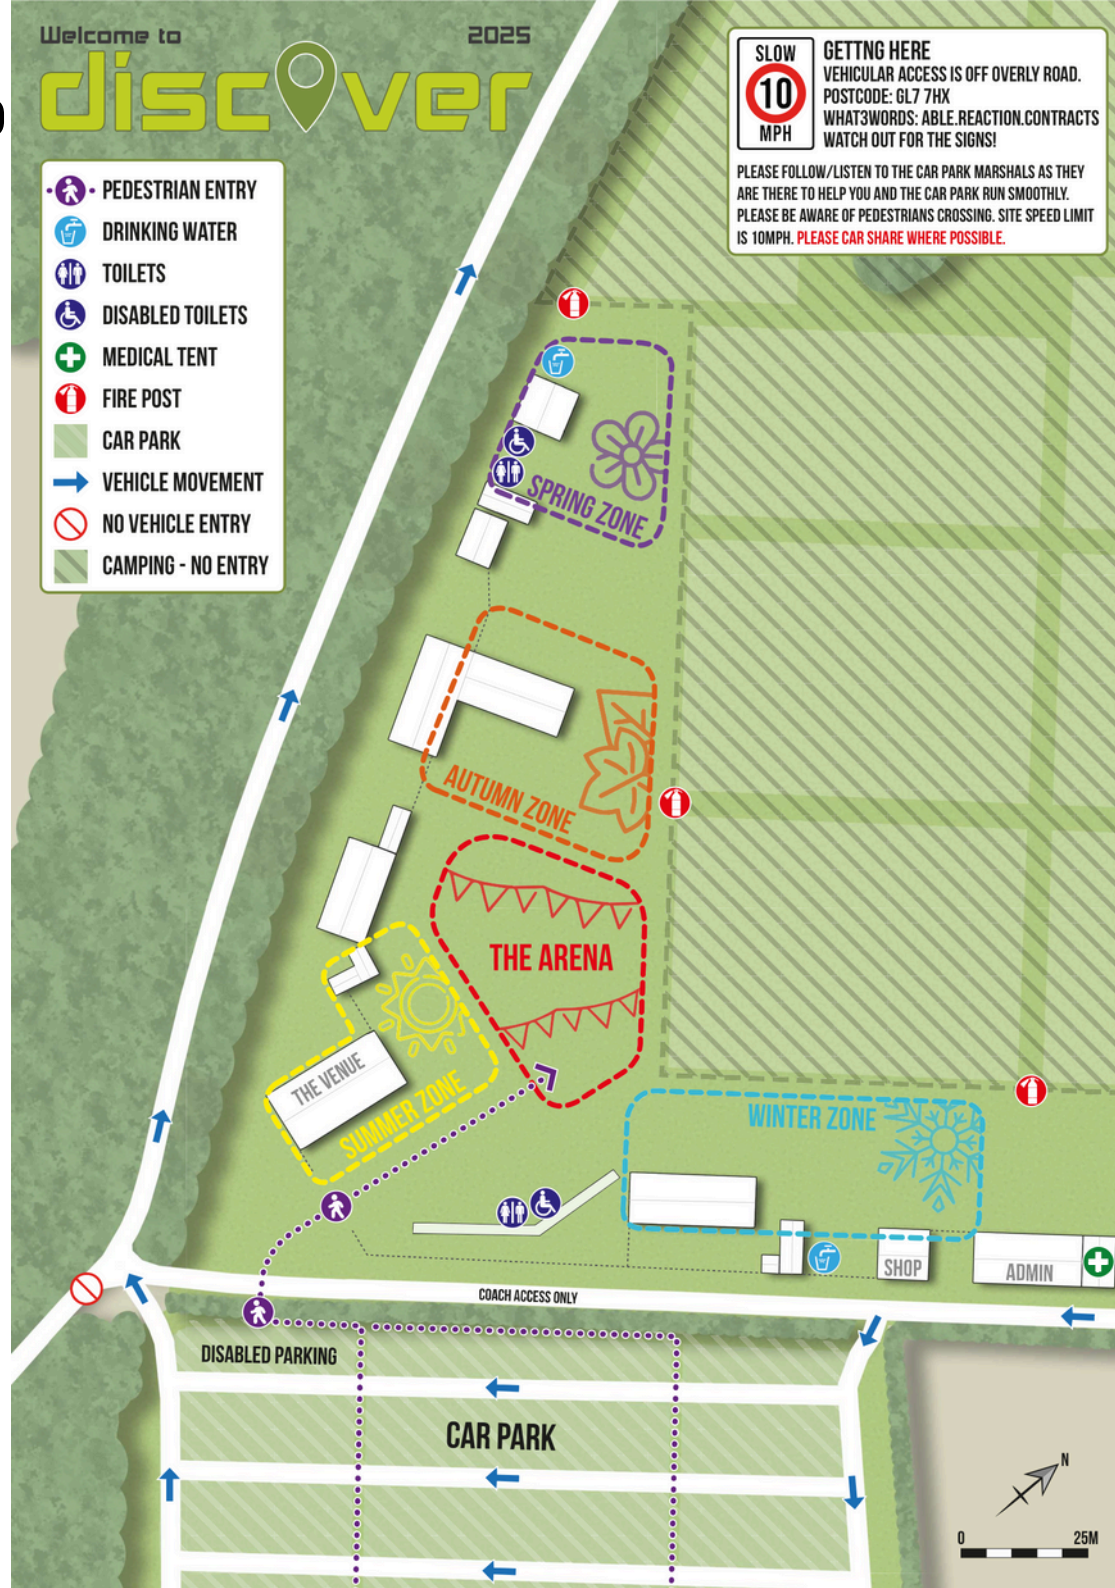 Welcome to
2025
discover
SLOW
10
MPH
GETTNG HERE
VEHICULAR ACCESS IS OFF OVERLY ROAD.
POSTCODE: GL7 7HX
WHAT3WORDS: ABLE.REACTION.CONTRACTS
WATCH OUT FOR THE SIGNS!
PLEASE FOLLOW/LISTEN TO THE CAR PARK MARSHALS AS THEY
ARE THERE TO HELP YOU AND THE CAR PARK RUN SMOOTHLY.
PLEASE BE AWARE OF PEDESTRIANS CROSSING. SITE SPEED LIMIT
IS 10MPH. PLEASE CAR SHARE WHERE POSSIBLE.
PEDESTRIAN ENTRY
DRINKING WATER
TOILETS
DISABLED TOILETS
MEDICAL TENT
FIRE POST
CAR PARK
VEHICLE MOVEMENT
NO VEHICLE ENTRY
CAMPING - NO ENTRY
SPRING ZONE
AUTUMN ZONE
THE ARENA
THE VENUE
SUMMER ZONE
WINTER ZONE
SHOP
ADMIN
COACH ACCESS ONLY
DISABLED PARKING
CAR PARK
N
0
25M